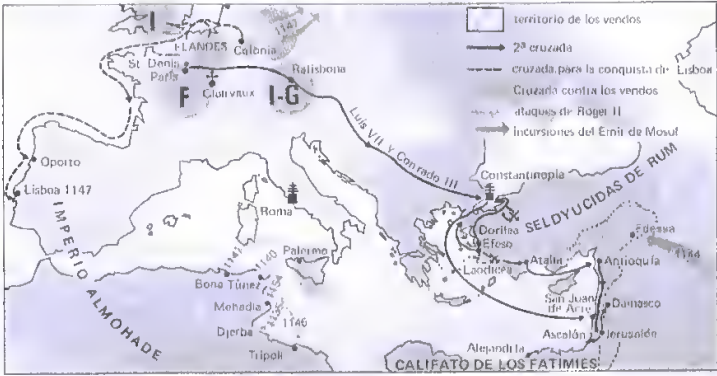 territorio de los vendos
2ª cruzada
cruzada para la conquista de Lisboa
Cruzada contra los vendos
ataques de Roger II
incursiones del Emir de Mosul
I
1147
FLANDES
Colonia
St. Denis
París
Ratisbona
F
Clairvaux
I-G
Luis VII y Conrado III
Oporto
Lisboa 1147
Constantinopla
Roma
SELDYUCIDAS DE RUM
IMPERIO ALMOHADE
Dorilea
Efeso
Edessa
1144
Palermo
Laodicea
Atalia
Antioquía
Bona
Túnez
Mehadia
1146
San Juan
de Acre
Damasco
Djerba
Trípoli
Ascalón
Jerusalén
Alejandría
CALIFATO DE LOS FATIMIES